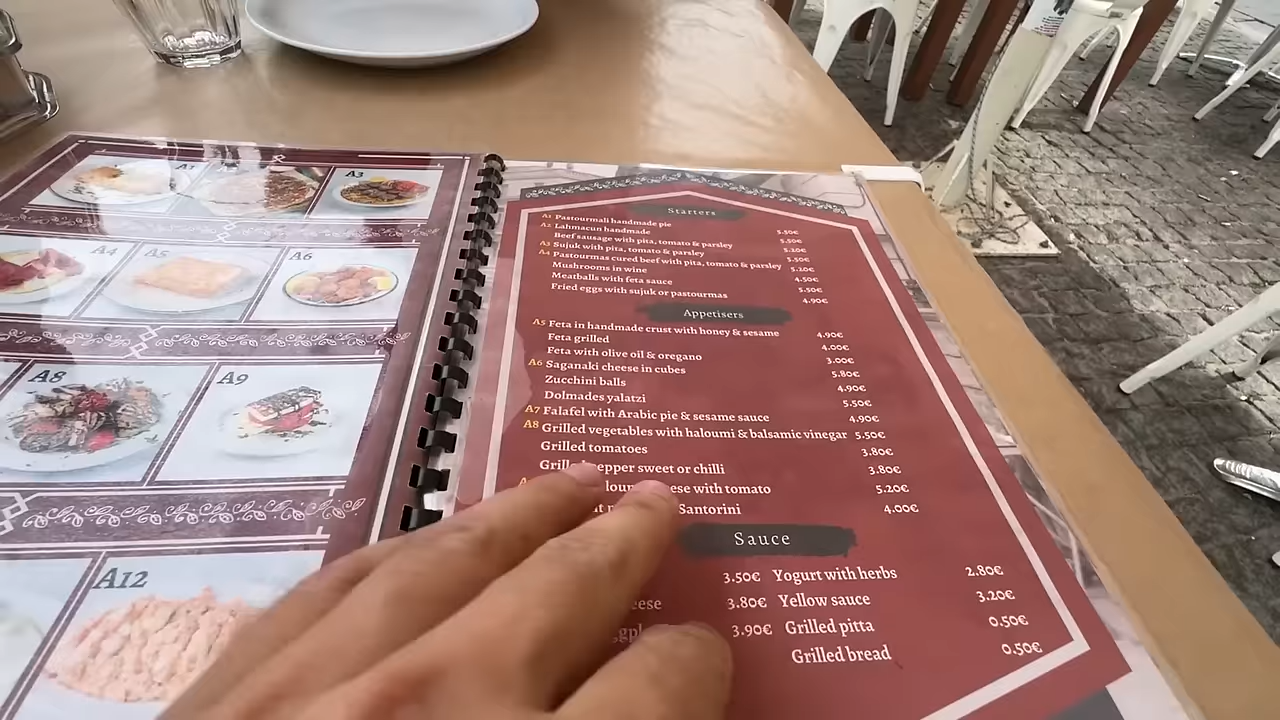 A1
A3
A4
A5
A6
A8
A9
A12
Starters
A1 Pastourmali handmade pie 5.50€
A2 Lahmacun handmade 5.50€
Beef sausage with pita, tomato & parsley 5.20€
A3 Sujuk with pita, tomato & parsley 5.50€
A4 Pastourmas cured beef with pita, tomato & parsley 5.20€
Mushrooms in wine 4.50€
Meatballs with feta sauce 5.50€
Fried eggs with sujuk or pastourmas 4.90€
Appetisers
A5 Feta in handmade crust with honey & sesame 4.90€
Feta grilled 4.00€
Feta with olive oil & oregano 3.00€
A6 Saganaki cheese in cubes 5.80€
Zucchini balls 4.90€
Dolmades yalatzi 5.50€
A7 Falafel with Arabic pie & sesame sauce 4.90€
A8 Grilled vegetables with haloumi & balsamic vinegar 5.50€
Grilled tomatoes 3.80€
pepper sweet or chilli 3.80€
with tomato 5.20€
Santorini 4.00€
Sauce
3.50€ Yogurt with herbs 2.80€
3.80€ Yellow sauce 3.20€
3.90€ Grilled pitta 0.50€
Grilled bread 0.50€